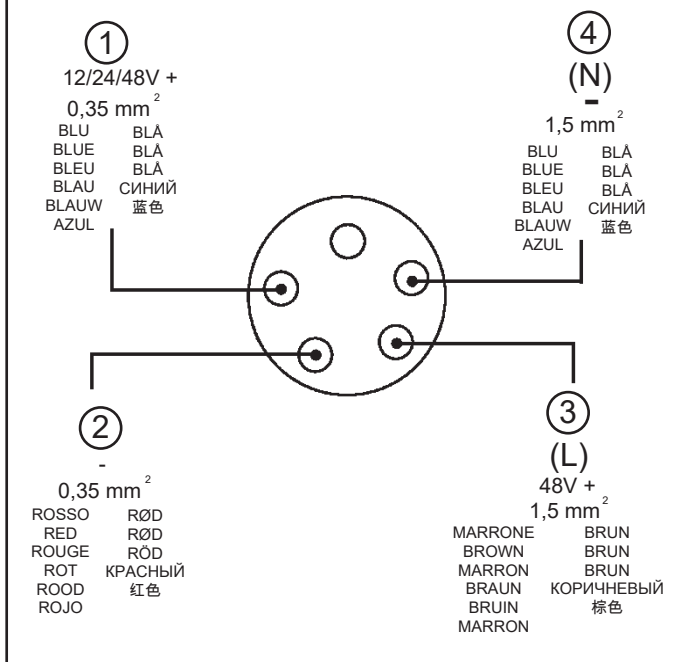 1
12/24/48V +
0,35 mm²
BLU BLÅ
BLUE BLÅ
BLEU BLÅ
BLAU СИНИЙ
BLAUW 蓝色
AZUL
4
(N)
-
1,5 mm²
BLU BLÅ
BLUE BLÅ
BLEU BLÅ
BLAU СИНИЙ
BLAUW 蓝色
AZUL
2
-
0,35 mm²
ROSSO RØD
RED RØD
ROUGE RÖD
ROT КРАСНЫЙ
ROOD 红色
ROJO
3
(L)
48V +
1,5 mm²
MARRONE BRUN
BROWN BRUN
MARRON BRUN
BRAUN КОРИЧНЕВЫЙ
BRUIN 棕色
MARRON